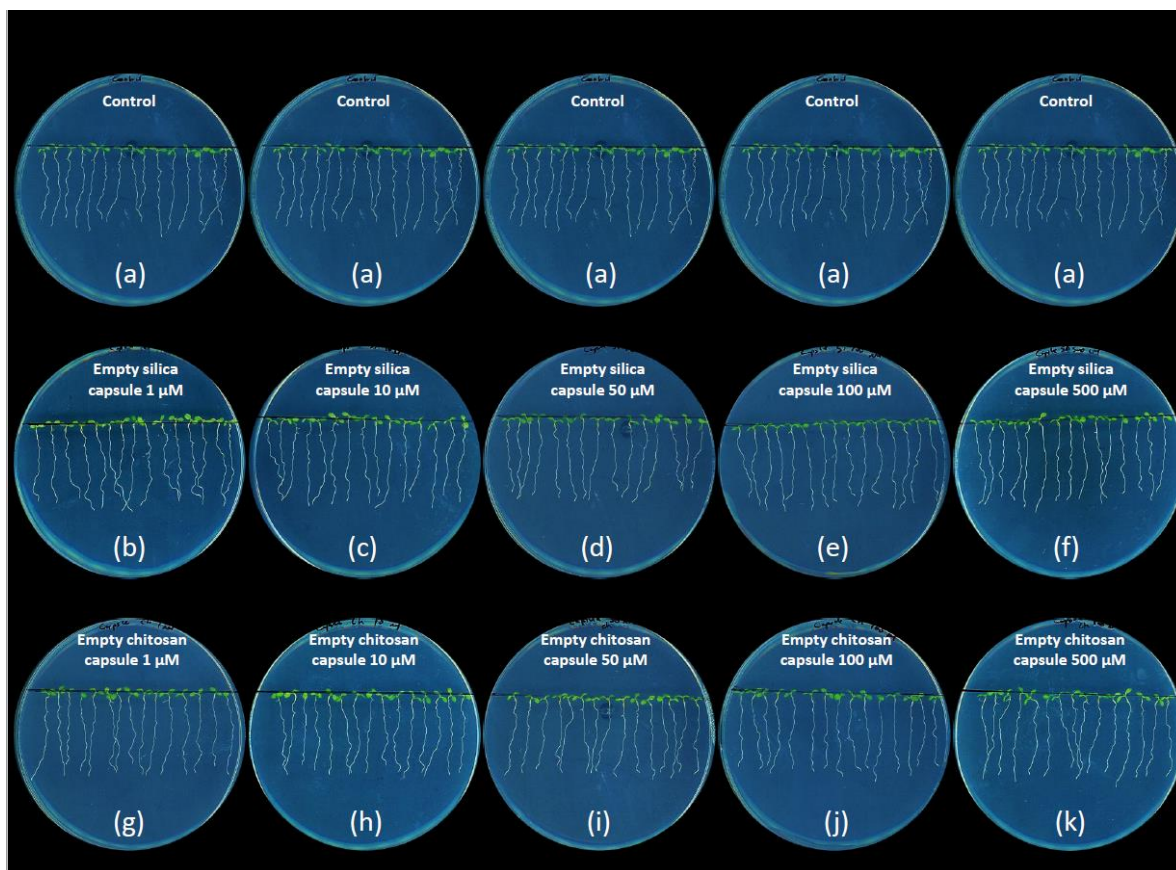 Control
Control
Control
Control
Control
(a)
(a)
(a)
(a)
(a)
Empty silica
capsule 1 μM
Empty silica
capsule 10 μM
Empty silica
capsule 50 μM
Empty silica
capsule 100 μM
Empty silica
capsule 500 μM
(b)
(c)
(d)
(e)
(f)
Empty chitosan
capsule 1 μM
Empty chitosan
capsule 10 μM
Empty chitosan
capsule 50 μM
Empty chitosan
capsule 100 μM
Empty chitosan
capsule 500 μM
(g)
(h)
(i)
(j)
(k)